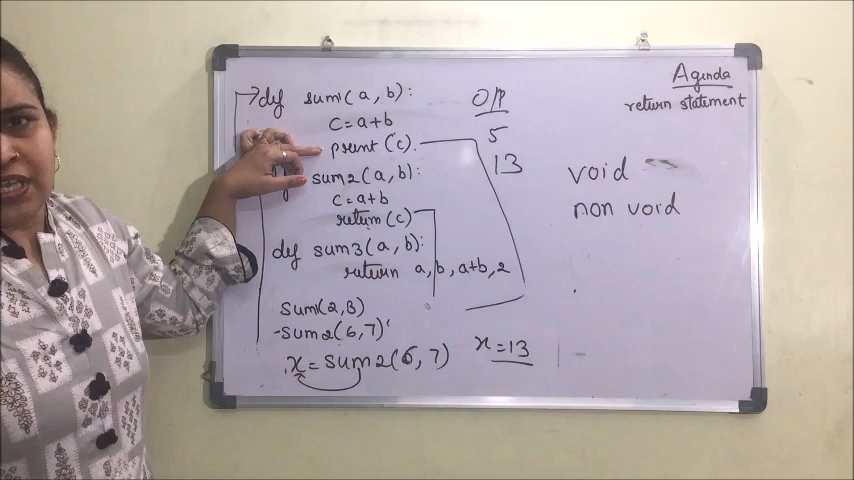 Agenda
return statement
def sum1(a, b):
c=a+b
print (c).
sum2(a, b):
c=a+b
return (c)
def sum3(a, b):
return a, b, a+b, 2
sum1(2,3)
sum2(6,7)
x=sum2(6, 7)
x=13
O/P
5
13
void
non void